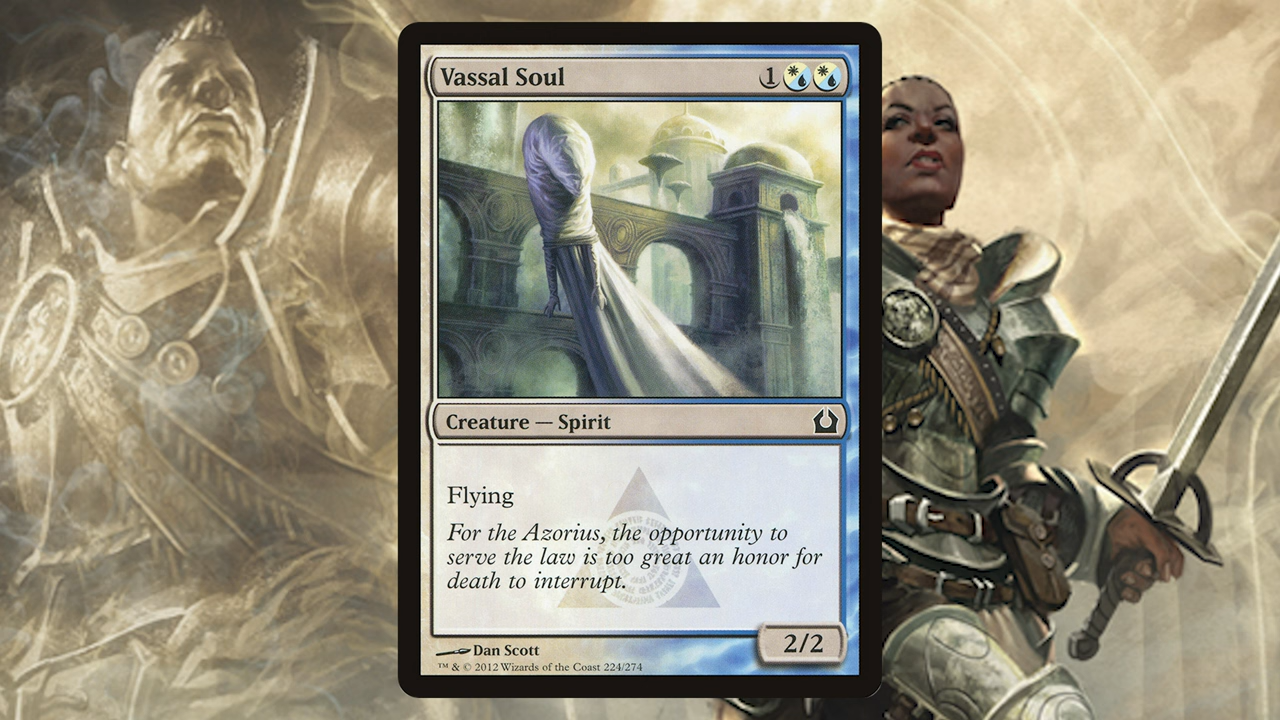 Vassal Soul 1
Creature — Spirit
Flying
For the Azorius, the opportunity to
serve the law is too great an honor for
death to interrupt.
2/2
Dan Scott
™ & © 2012 Wizards of the Coast 224/274